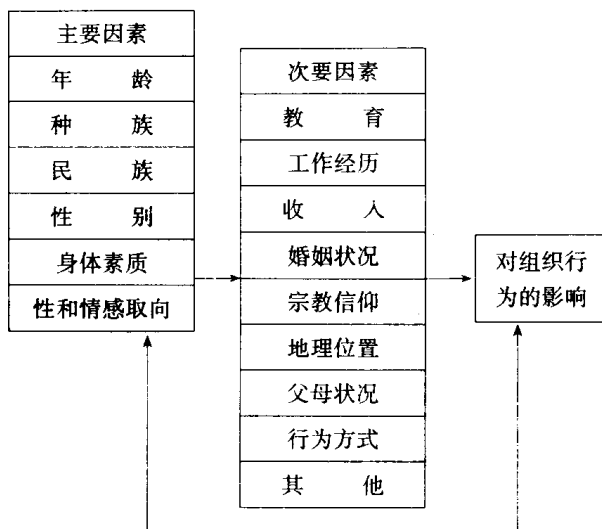 主要因素
年龄
种族
民族
性别
身体素质
性和情感取向
次要因素
教育
工作经历
收入
婚姻状况
宗教信仰
地理位置
父母状况
行为方式
其他
对组织行
为的影响